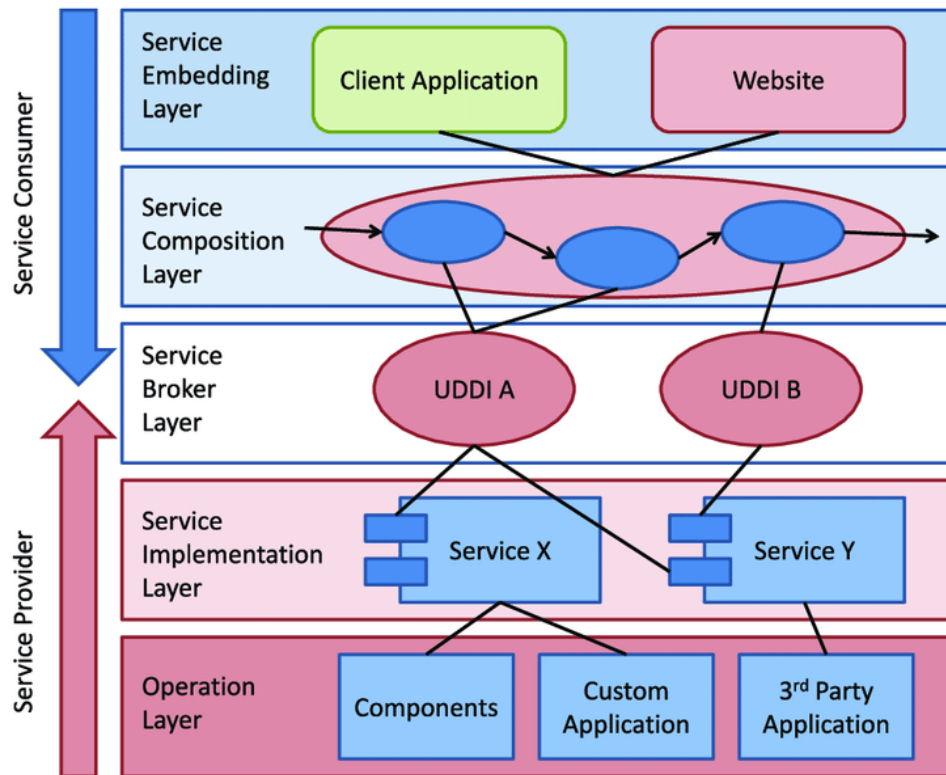 Service Consumer
Service Provider
Service
Embedding
Layer
Client Application
Website
Service
Composition
Layer
Service
Broker
Layer
UDDI A
UDDI B
Service
Implementation
Layer
Service X
Service Y
Operation
Layer
Components
Custom
Application
3rd Party
Application